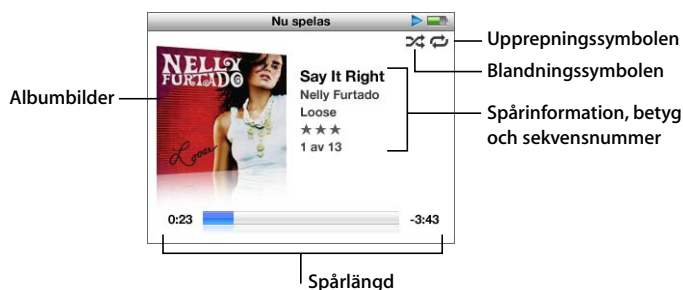 Nu spelas
Upprepningssymbolen
Blandningssymbolen
Albumbilder
NELLY
FURTADO
Loose
Say It Right
Nelly Furtado
Loose
1 av 13
Spårinformation, betyg
och sekvensnummer
0:23
-3:43
Spårlängd